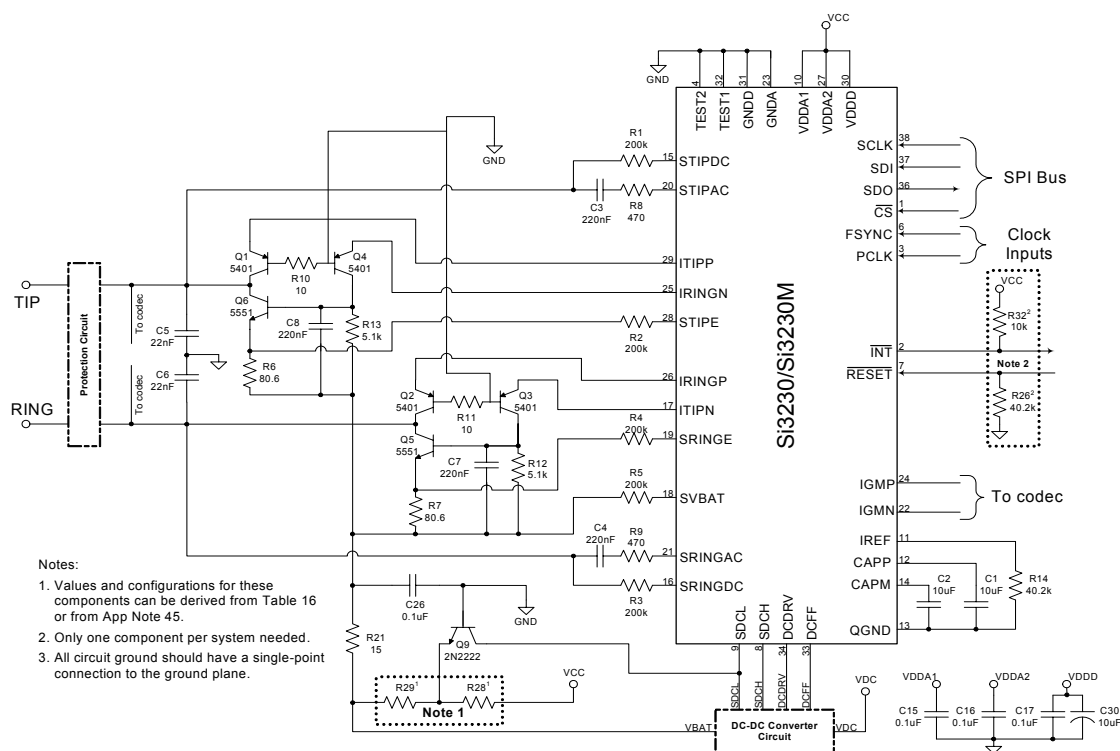 VCC
GND
4
32
31
23
10
27
30
TEST2
TEST1
GNDD
GNDA
VDDA1
VDDA2
VDDD
R1
200k
15
STIPDC
C3
220nF
R8
470
20
STIPAC
GND
SCLK
38
SDI
37
SDO
36
CS
1
SPI Bus
FSYNC
6
PCLK
3
Clock
Inputs
Q1
5401
R10
10
Q4
5401
29
ITIPP
25
IRINGN
28
STIPE
R2
200k
Q6
5551
C8
220nF
R13
5.1k
R6
80.6
TIP
RING
Protection Circuit
To codec
To codec
C5
22nF
C6
22nF
Si3230/Si3230M
VCC
R32²
10k
INT
2
Note 2
RESET
7
R26²
40.2k
26
IRINGP
17
ITIPN
Q2
5401
R11
10
Q3
5401
R4
200k
19
SRINGE
Q5
5551
C7
220nF
R12
5.1k
R7
80.6
R5
200k
18
SVBAT
C4
220nF
R9
470
21
SRINGAC
16
SRINGDC
R3
200k
IGMP
24
IGMN
22
To codec
IREF
11
CAPP
12
CAPM
14
QGND
13
C2
10uF
C1
10uF
R14
40.2k
Notes:
1. Values and configurations for these
components can be derived from Table 16
or from App Note 45.
2. Only one component per system needed.
3. All circuit ground should have a single-point
connection to the ground plane.
C26
0.1uF
GND
R21
15
Q9
2N2222
R29¹
R28¹
VCC
Note 1
SDCL
SDCH
DCDRV
DCFF
9
8
34
33
SDCL
SDCH
DCDRV
DCFF
VBAT
DC-DC Converter
Circuit
VDC
VDC
VDDA1
VDDA2
VDDD
C15
0.1uF
C16
0.1uF
C17
0.1uF
C30
10uF